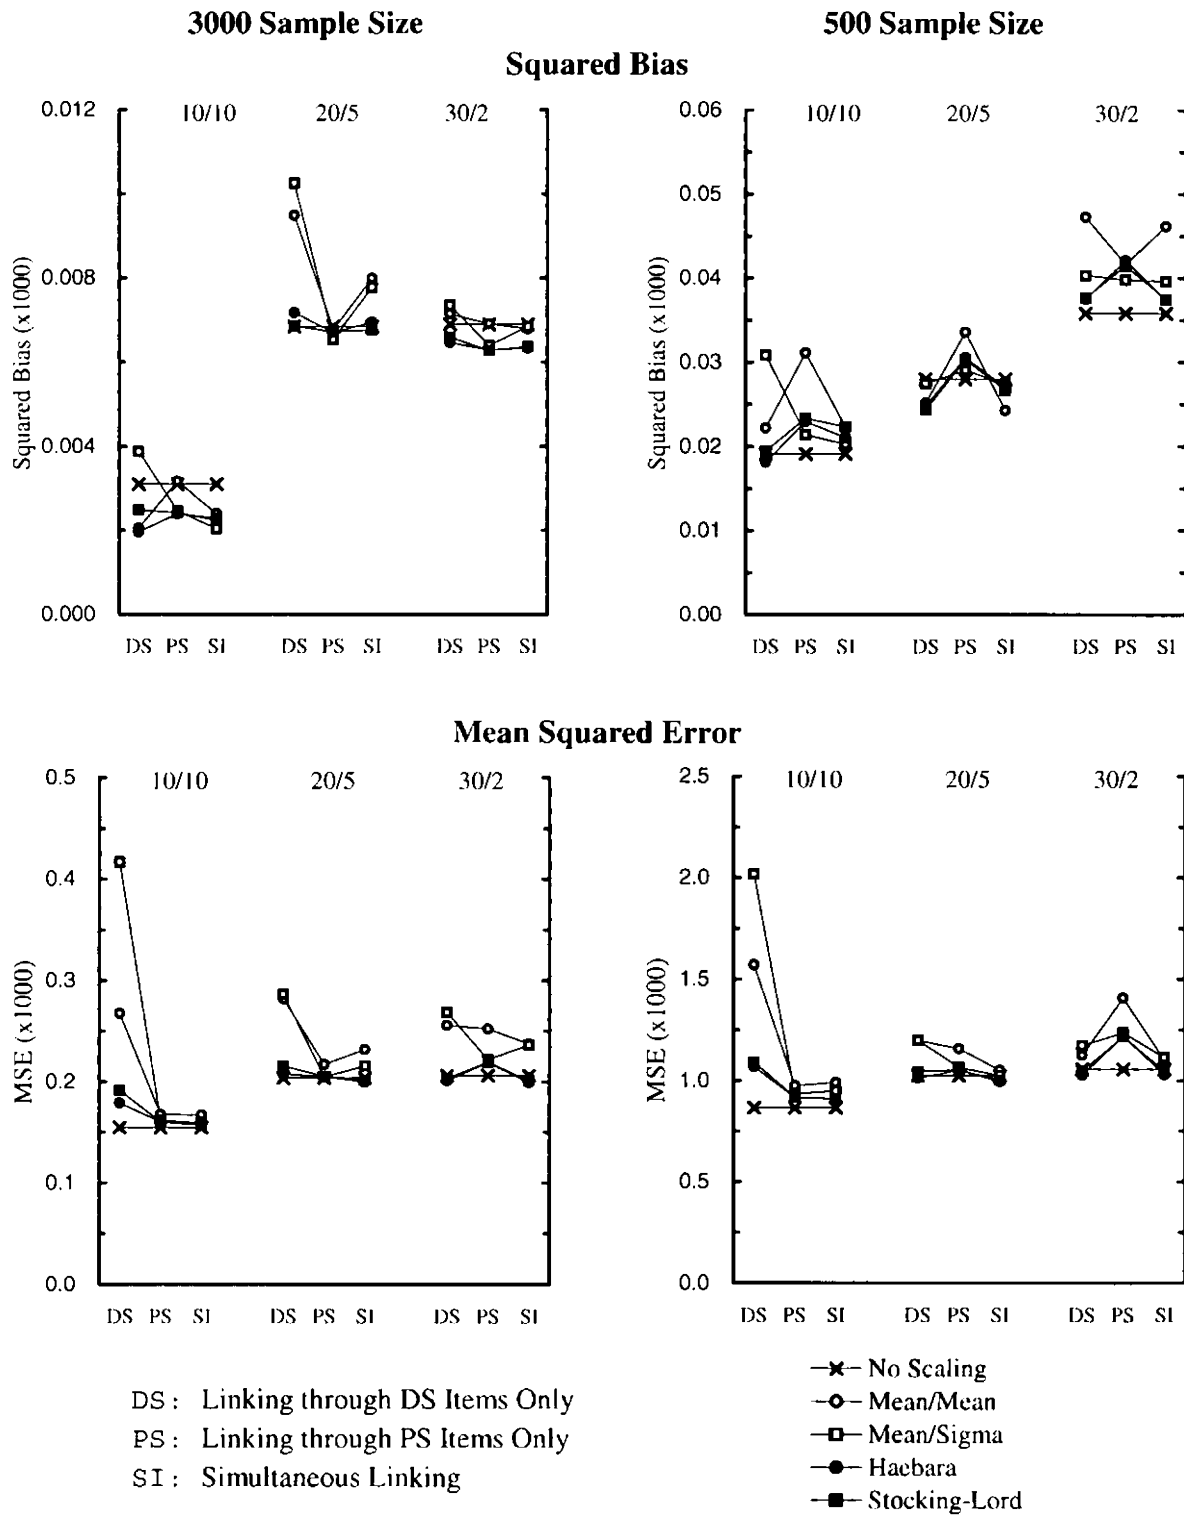 3000 Sample Size 500 Sample Size
Squared Bias
0.012 10/10 20/5 30/2
0.008
0.004
0.000
Squared Bias (x1000)
DS PS SI DS PS SI DS PS SI
0.06 10/10 20/5 30/2
0.05
0.04
0.03
0.02
0.01
0.00
Squared Bias (x1000)
DS PS SI DS PS SI DS PS SI
Mean Squared Error
0.5 10/10 20/5 30/2
0.4
0.3
0.2
0.1
0.0
MSE (x1000)
DS PS SI DS PS SI DS PS SI
2.5 10/10 20/5 30/2
2.0
1.5
1.0
0.5
0.0
MSE (x1000)
DS PS SI DS PS SI DS PS SI
DS: Linking through DS Items Only
PS: Linking through PS Items Only
SI: Simultaneous Linking
No Scaling
Mean/Mean
Mean/Sigma
Haebara
Stocking-Lord